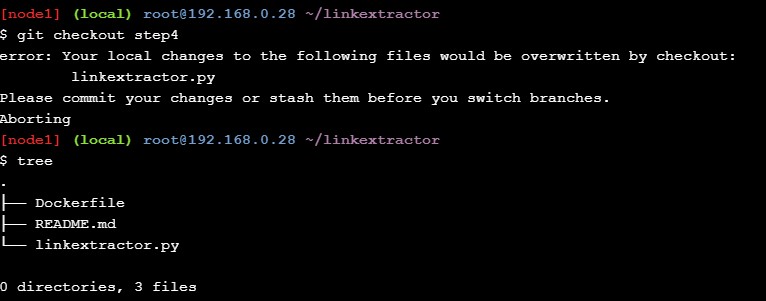 [node1] (local) root@192.168.0.28 ~/linkextractor
$ git checkout step4
error: Your local changes to the following files would be overwritten by checkout:
        linkextractor.py
Please commit your changes or stash them before you switch branches.
Aborting
[node1] (local) root@192.168.0.28 ~/linkextractor
$ tree
.
├── Dockerfile
├── README.md
└── linkextractor.py

0 directories, 3 files